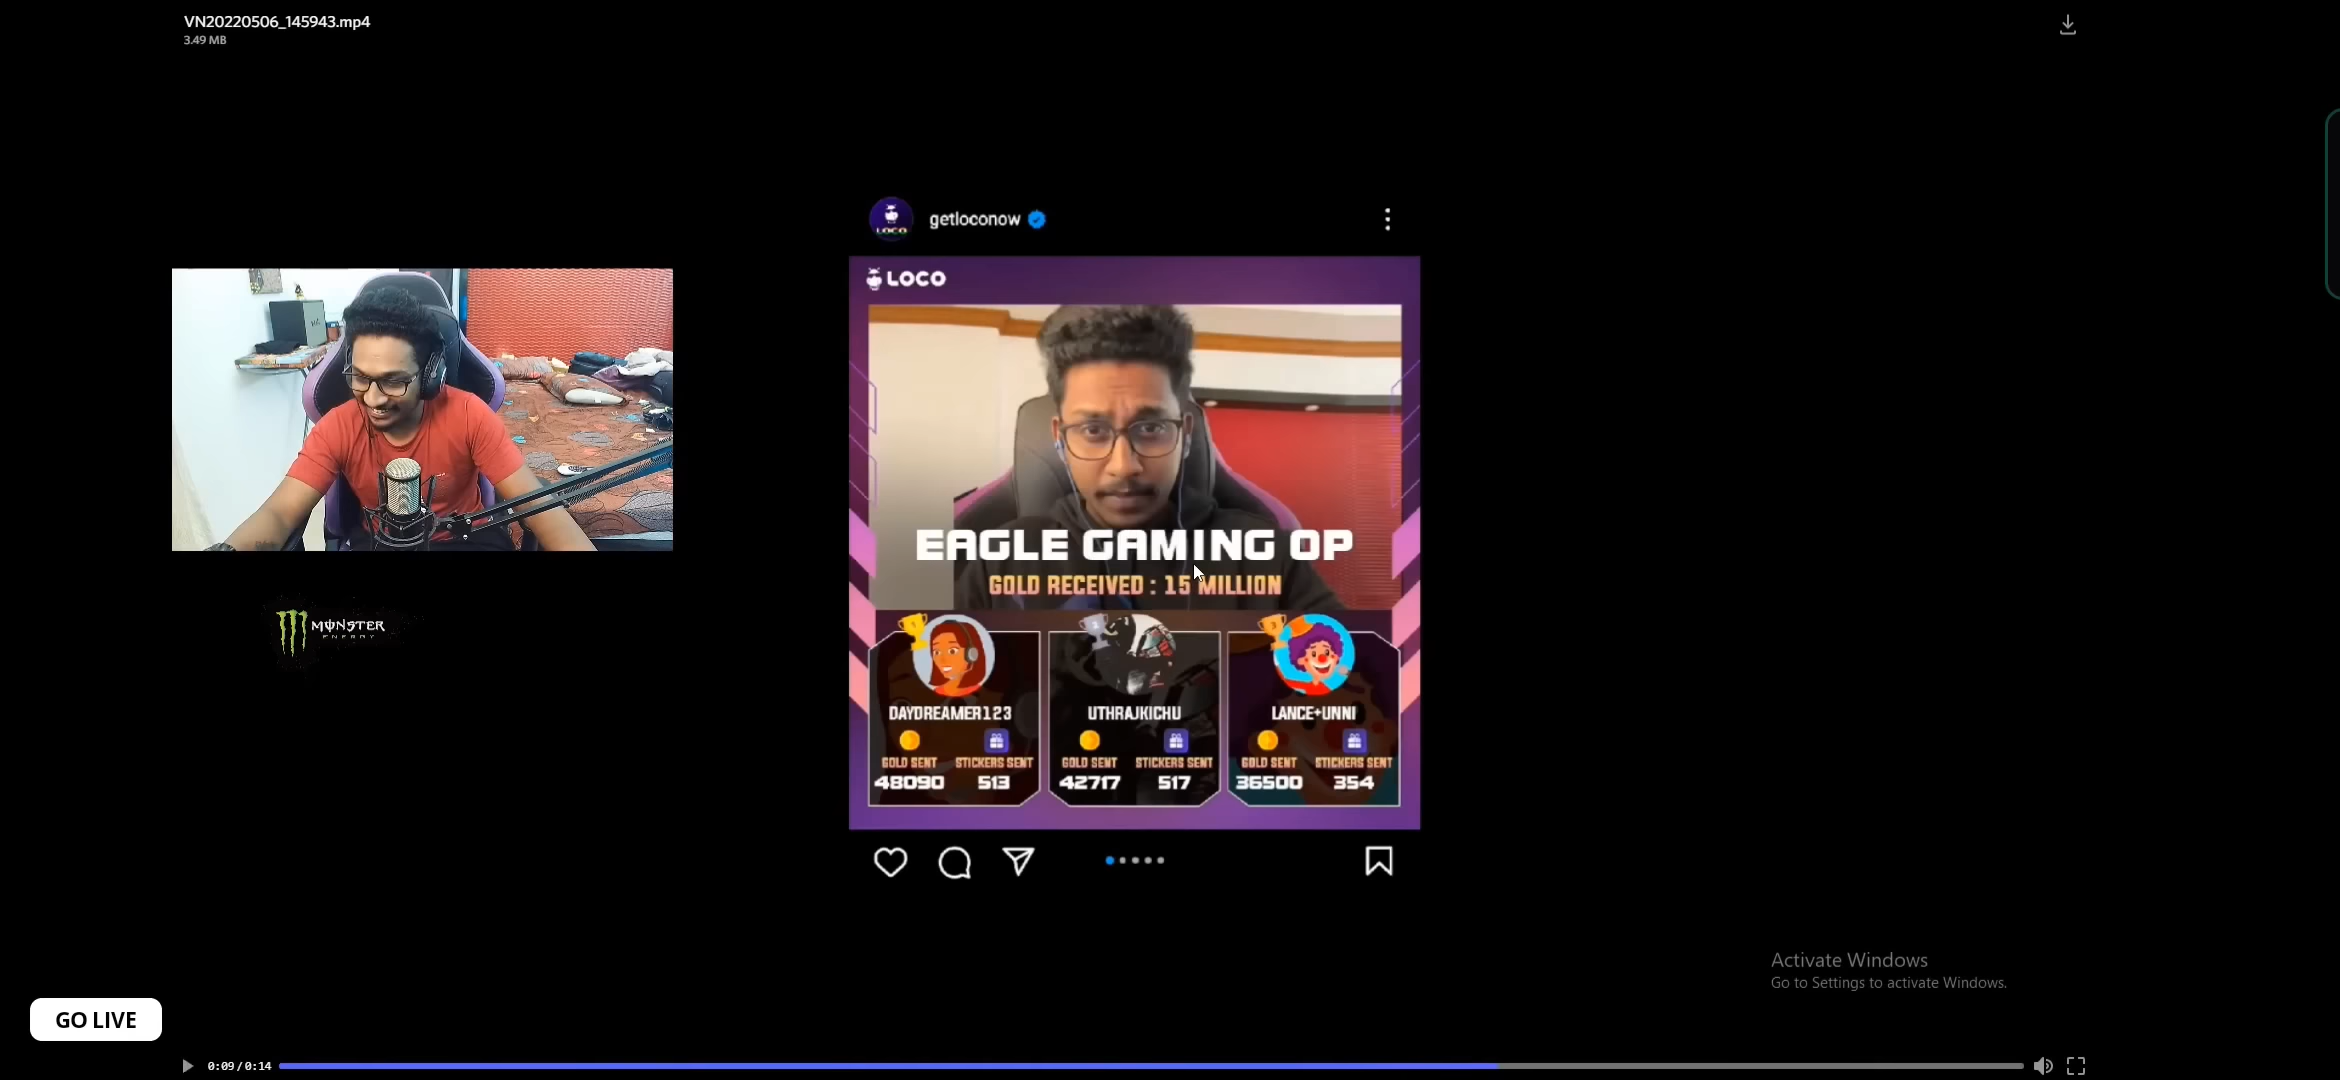 VN20220506_145943.mp4
3.49 MB
getloconow
LOCO
LOCO
EAGLE GAMING OP
GOLD RECEIVED : 15 MILLION
DAYDREAMER123
GOLD SENT STICKERS SENT
48090 513
UTHRAJKICHU
GOLD SENT STICKERS SENT
42717 517
LANCE+UNNI
GOLD SENT STICKERS SENT
36500 354
MONSTER
ENERGY
Activate Windows
Go to Settings to activate Windows.
GO LIVE
0:09/0:14